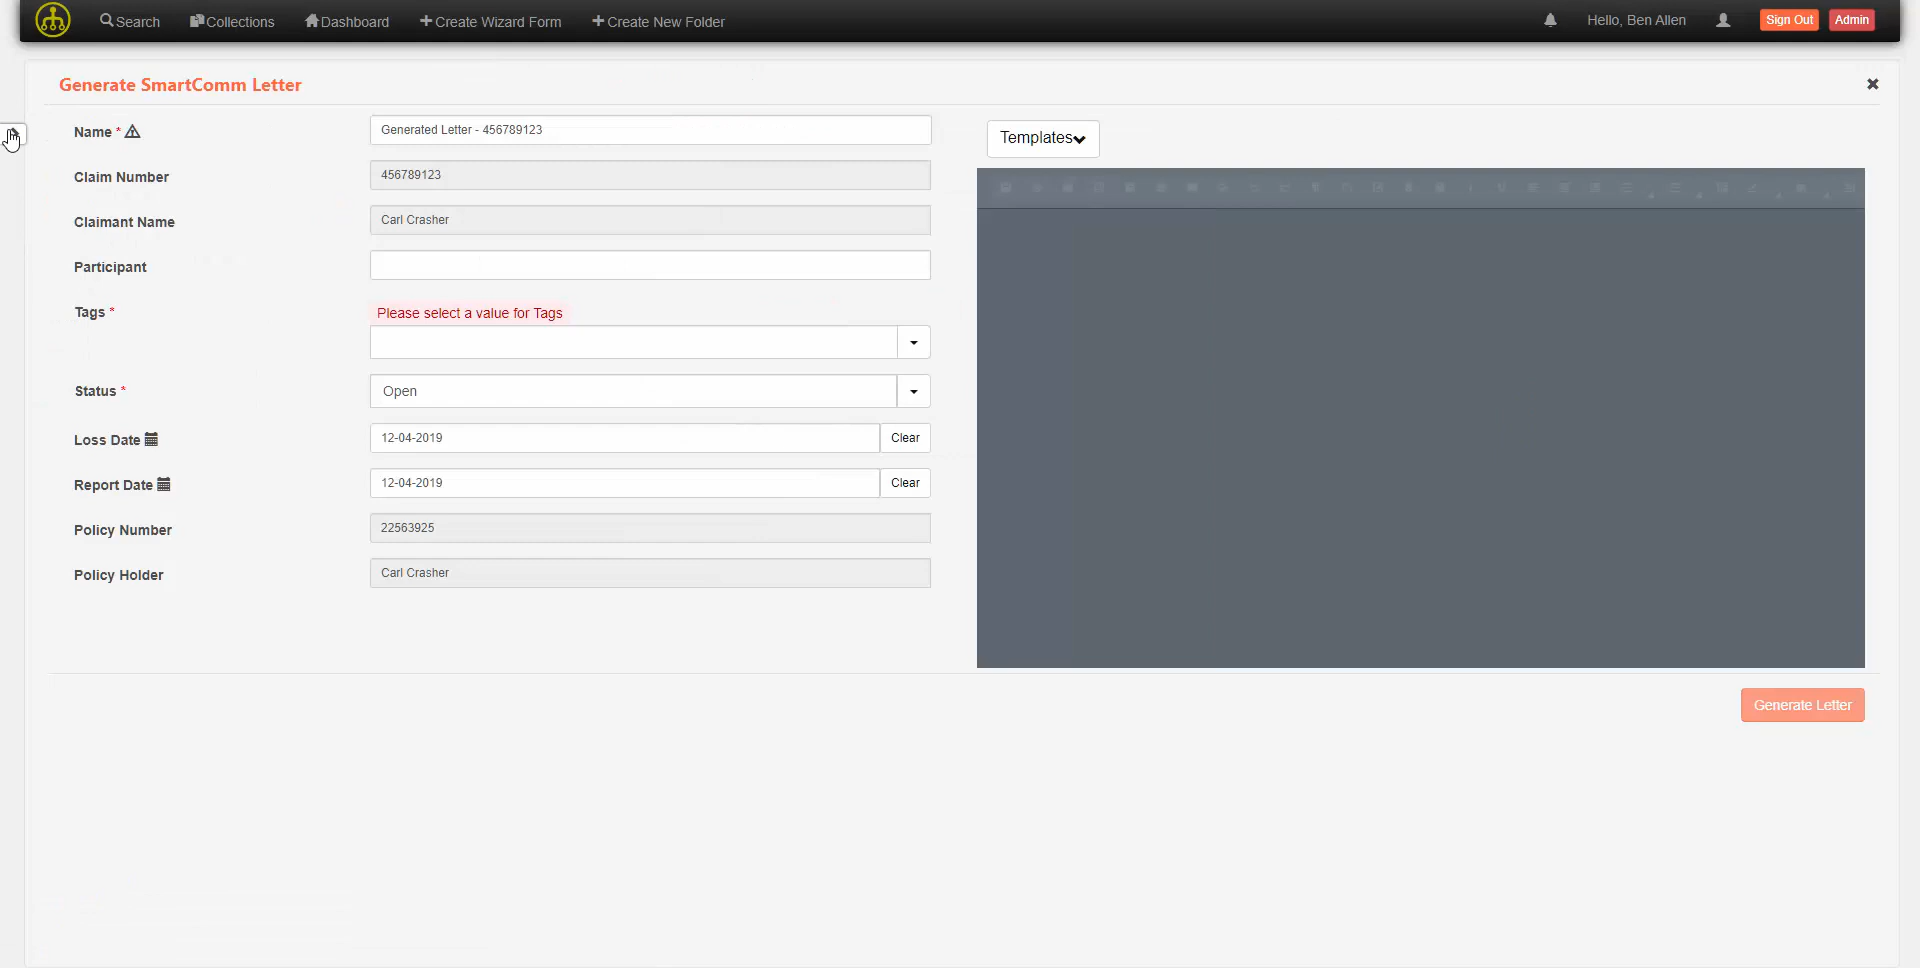 Search Collections Dashboard Create Wizard Form Create New Folder Hello, Ben Allen Sign Out Admin
Generate SmartComm Letter
Name * Generated Letter - 456789123 Templates
Claim Number 456789123
Claimant Name Carl Crasher
Participant
Tags * Please select a value for Tags
Status * Open
Loss Date 12-04-2019 Clear
Report Date 12-04-2019 Clear
Policy Number 22563925
Policy Holder Carl Crasher
Generate Letter